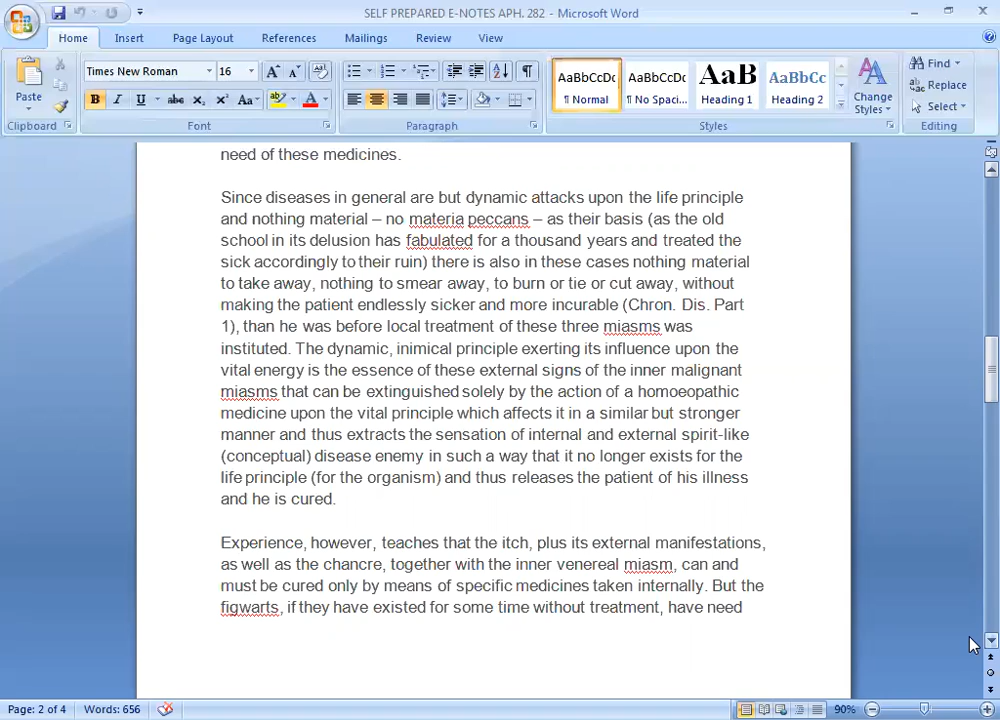 SELF PREPARED E-NOTES APH. 282 - Microsoft Word
Home Insert Page Layout References Mailings Review View
Paste
Times New Roman 16
B I U abc x₂ x² Aa
Clipboard Font Paragraph Styles Editing
AaBbCcDc AaBbCcDc AaB AaBbCc
¶ Normal ¶ No Spaci... Heading 1 Heading 2
Change Styles
Find
Replace
Select
need of these medicines.
Since diseases in general are but dynamic attacks upon the life principle
and nothing material – no materia peccans – as their basis (as the old
school in its delusion has fabulated for a thousand years and treated the
sick accordingly to their ruin) there is also in these cases nothing material
to take away, nothing to smear away, to burn or tie or cut away, without
making the patient endlessly sicker and more incurable (Chron. Dis. Part
1), than he was before local treatment of these three miasms was
instituted. The dynamic, inimical principle exerting its influence upon the
vital energy is the essence of these external signs of the inner malignant
miasms that can be extinguished solely by the action of a homoeopathic
medicine upon the vital principle which affects it in a similar but stronger
manner and thus extracts the sensation of internal and external spirit-like
(conceptual) disease enemy in such a way that it no longer exists for the
life principle (for the organism) and thus releases the patient of his illness
and he is cured.
Experience, however, teaches that the itch, plus its external manifestations,
as well as the chancre, together with the inner venereal miasm, can and
must be cured only by means of specific medicines taken internally. But the
figwarts, if they have existed for some time without treatment, have need
Page: 2 of 4 Words: 656 90%